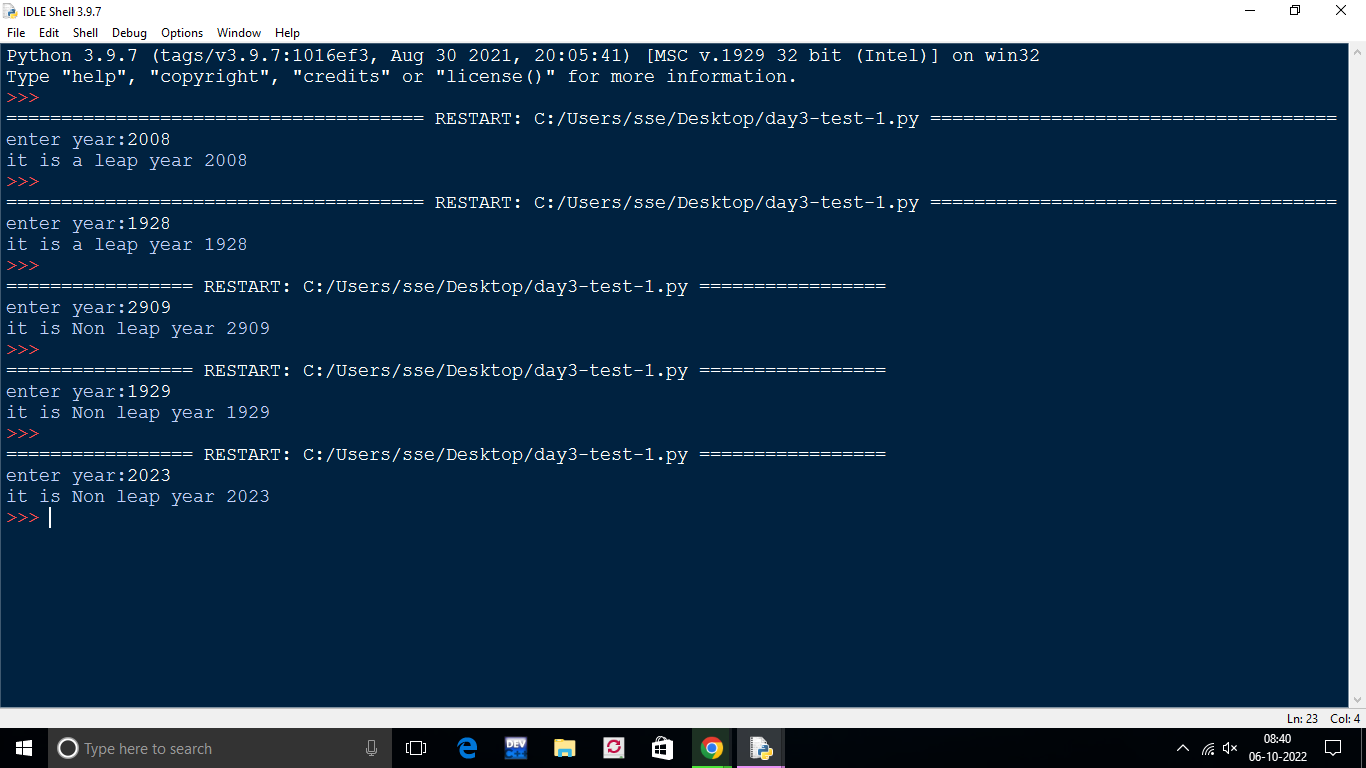 IDLE Shell 3.9.7
File Edit Shell Debug Options Window Help
Python 3.9.7 (tags/v3.9.7:1016ef3, Aug 30 2021, 20:05:41) [MSC v.1929 32 bit (Intel)] on win32
Type "help", "copyright", "credits" or "license()" for more information.
>>>
====================================== RESTART: C:/Users/sse/Desktop/day3-test-1.py =====================================
enter year:2008
it is a leap year 2008
>>>
====================================== RESTART: C:/Users/sse/Desktop/day3-test-1.py =====================================
enter year:1928
it is a leap year 1928
>>>
================= RESTART: C:/Users/sse/Desktop/day3-test-1.py =================
enter year:2909
it is Non leap year 2909
>>>
================= RESTART: C:/Users/sse/Desktop/day3-test-1.py =================
enter year:1929
it is Non leap year 1929
>>>
================= RESTART: C:/Users/sse/Desktop/day3-test-1.py =================
enter year:2023
it is Non leap year 2023
>>>
Ln: 23 Col: 4
Type here to search
DEV
C++
08:40
06-10-2022